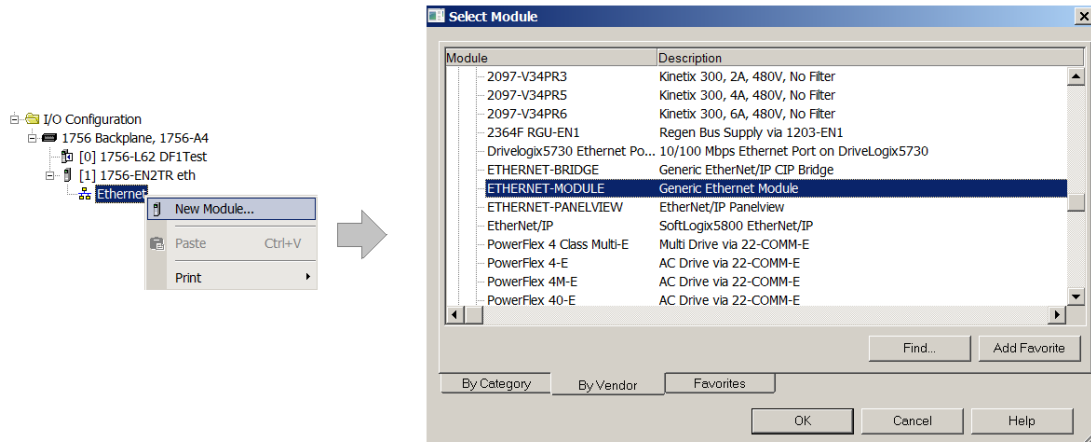 I/O Configuration
1756 Backplane, 1756-A4
[0] 1756-L62 DF1Test
[1] 1756-EN2TR eth
Ethernet
New Module...
Paste Ctrl+V
Print
Select Module
Module Description
2097-V34PR3 Kinetix 300, 2A, 480V, No Filter
2097-V34PR5 Kinetix 300, 4A, 480V, No Filter
2097-V34PR6 Kinetix 300, 6A, 480V, No Filter
2364F RGU-EN1 Regen Bus Supply via 1203-EN1
Drivelogix5730 Ethernet Po... 10/100 Mbps Ethernet Port on DriveLogix5730
ETHERNET-BRIDGE Generic EtherNet/IP CIP Bridge
ETHERNET-MODULE Generic Ethernet Module
ETHERNET-PANELVIEW EtherNet/IP Panelview
EtherNet/IP SoftLogix5800 EtherNet/IP
PowerFlex 4 Class Multi-E Multi Drive via 22-COMM-E
PowerFlex 4-E AC Drive via 22-COMM-E
PowerFlex 4M-E AC Drive via 22-COMM-E
PowerFlex 40-E AC Drive via 22-COMM-E
Find... Add Favorite
By Category By Vendor Favorites
OK Cancel Help